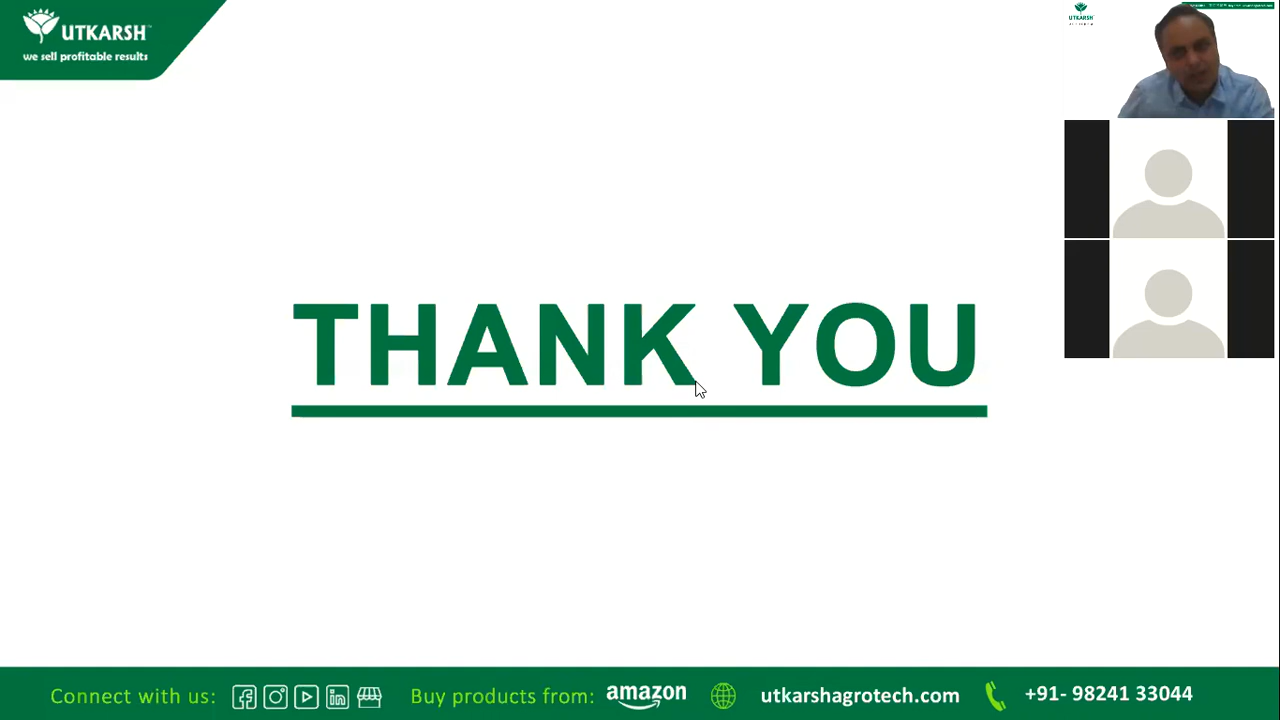 UTKARSH™
we sell profitable results
UTKARSH
THANK YOU
Connect with us:
Buy products from: amazon
utkarshagrotech.com
+91- 98241 33044